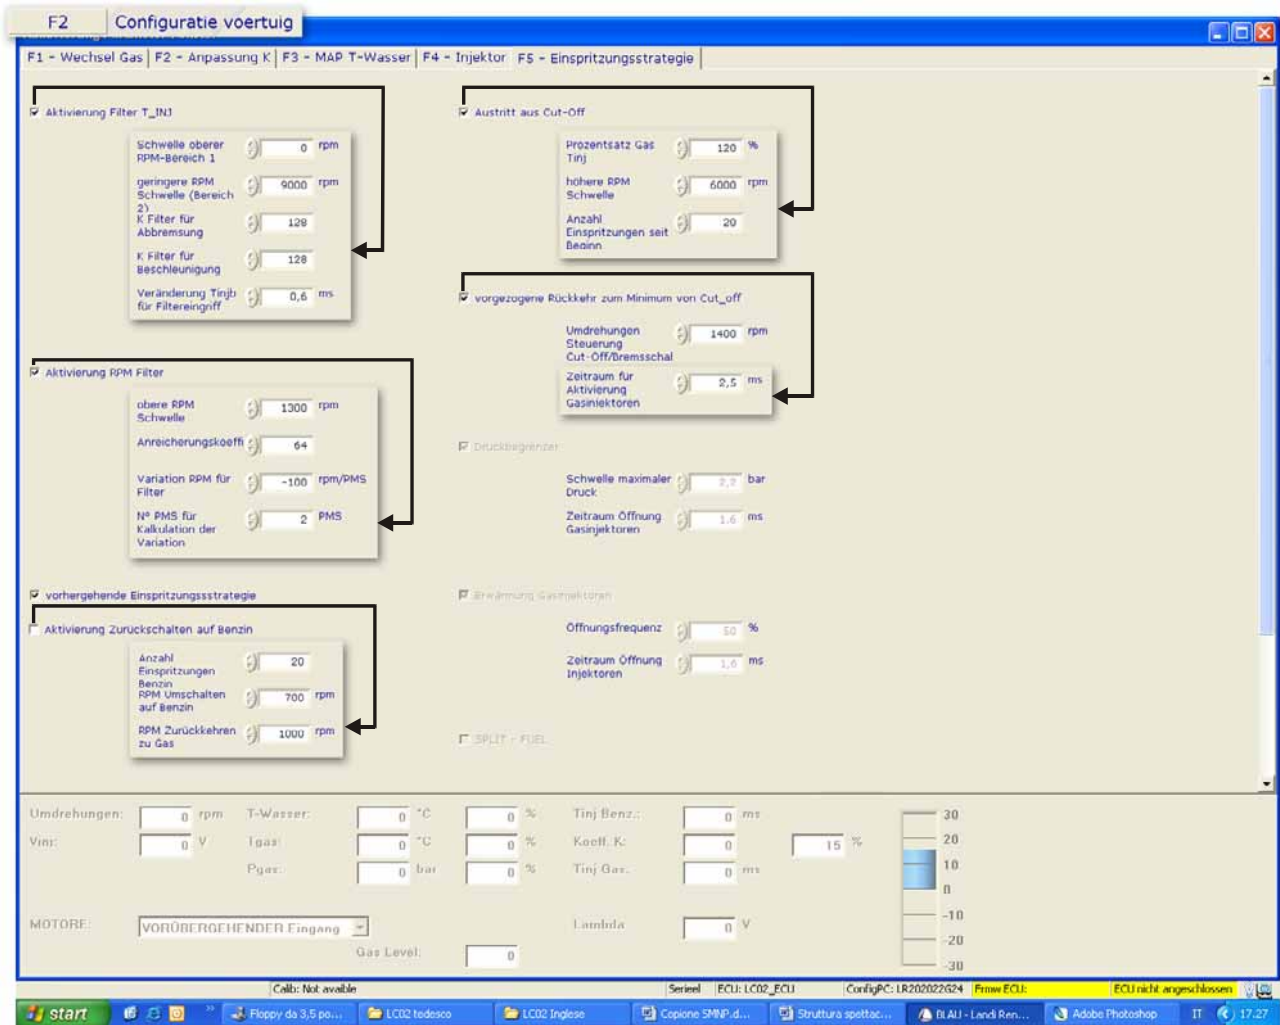 F2 Configuratie voertuig
F1 - Wechsel Gas F2 - Anpassung K F3 - MAP T-Wasser F4 - Injektor F5 - Einspritzungsstrategie
Aktivierung Filter T_INJ
Schwelle oberer
RPM-Bereich 1
0 rpm
geringere RPM
Schwelle (Bereich
2)
9000 rpm
K Filter für
Abbremsung
128
K Filter für
Beschleunigung
128
Veränderung Tinjb
für Filtereingriff
0,6 ms
Aktivierung RPM Filter
obere RPM
Schwelle
1300 rpm
Anreicherungskoeffi
64
Variation RPM für
Filter
-100 rpm/PMS
Nº PMS für
Kalkulation der
Variation
2 PMS
vorhergehende Einspritzungssstrategie
Aktivierung Zurückschalten auf Benzin
Anzahl
Einspritzungen
Benzin
20
RPM Umschalten
auf Benzin
700 rpm
RPM Zurückkehren
zu Gas
1000 rpm
Austritt aus Cut-Off
Prozentsatz Gas
Tinj
120 %
höhere RPM
Schwelle
6000 rpm
Anzahl
Einspritzungen seit
Beginn
20
vorgezogene Rückkehr zum Minimum von Cut_off
Umdrehungen
Steuerung
Cut-Off/Bremsschal
1400 rpm
Zeitraum für
Aktivierung
Gasinjektoren
2,5 ms
Druckbegrenzer
Schwelle maximaler
Druck
2,2 bar
Zeitraum Öffnung
Gasinjektoren
1,6 ms
Erwärmung Gasinjektoren
Öffnungsfrequenz
50 %
Zeitraum Öffnung
Injektoren
1,6 ms
SPLIT - FUEL
Umdrehungen: 0 rpm T-Wasser: 0 °C 0 % Tinj Benz.: 0 ms
Vinj: 0 V Tgas: 0 °C 0 % Koeff. K: 0 15 %
Pgas: 0 bar 0 % Tinj Gas.: 0 ms
MOTORE: VORÜBERGEHENDER Eingang Lambda 0 V
Gas Level: 0
30
20
10
0
-10
-20
-30
Calib: Not avaible Serieel ECU: LC02_ECU ConfigPC: LR202022G24 Frmw ECU: ECU nicht angeschlossen
start Floppy da 3,5 po... LC02 tedesco LC02 Inglese Copione SMNP.d... Struttura spettac... BLAU - Landi Ren... Adobe Photoshop IT 17.27